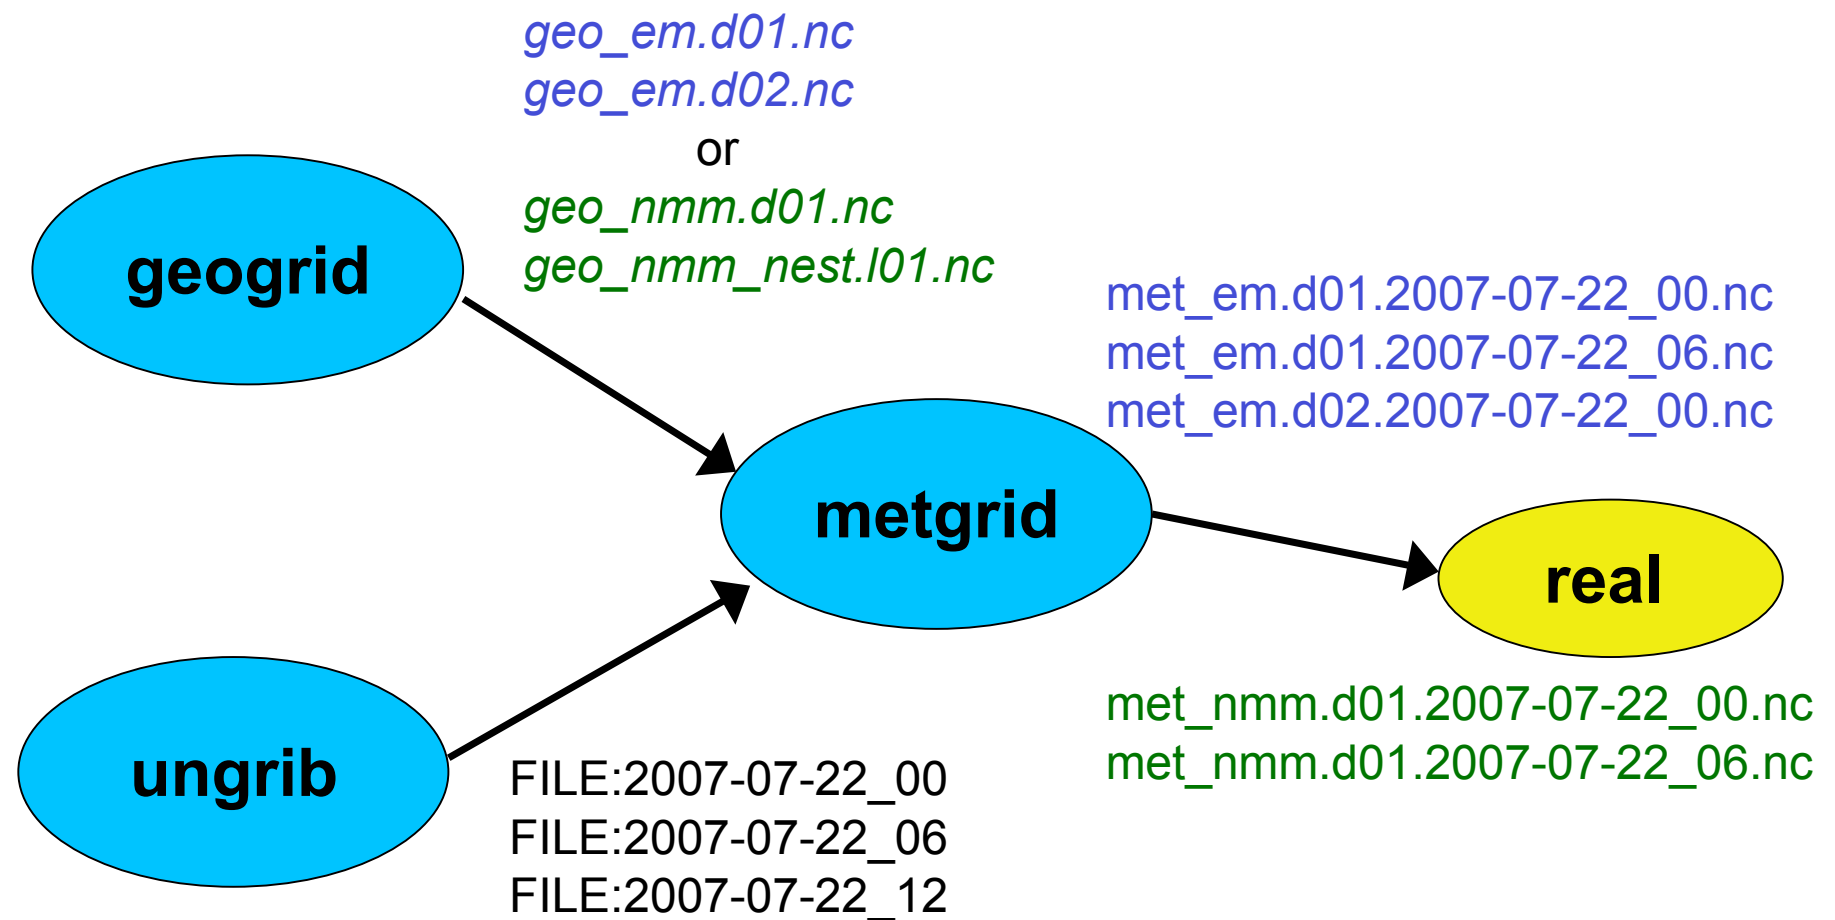 geo_em.d01.nc
geo_em.d02.nc
or
geo_nmm.d01.nc
geo_nmm_nest.l01.nc
geogrid
met_em.d01.2007-07-22_00.nc
met_em.d01.2007-07-22_06.nc
met_em.d02.2007-07-22_00.nc
metgrid
real
met_nmm.d01.2007-07-22_00.nc
met_nmm.d01.2007-07-22_06.nc
ungrib
FILE:2007-07-22_00
FILE:2007-07-22_06
FILE:2007-07-22_12